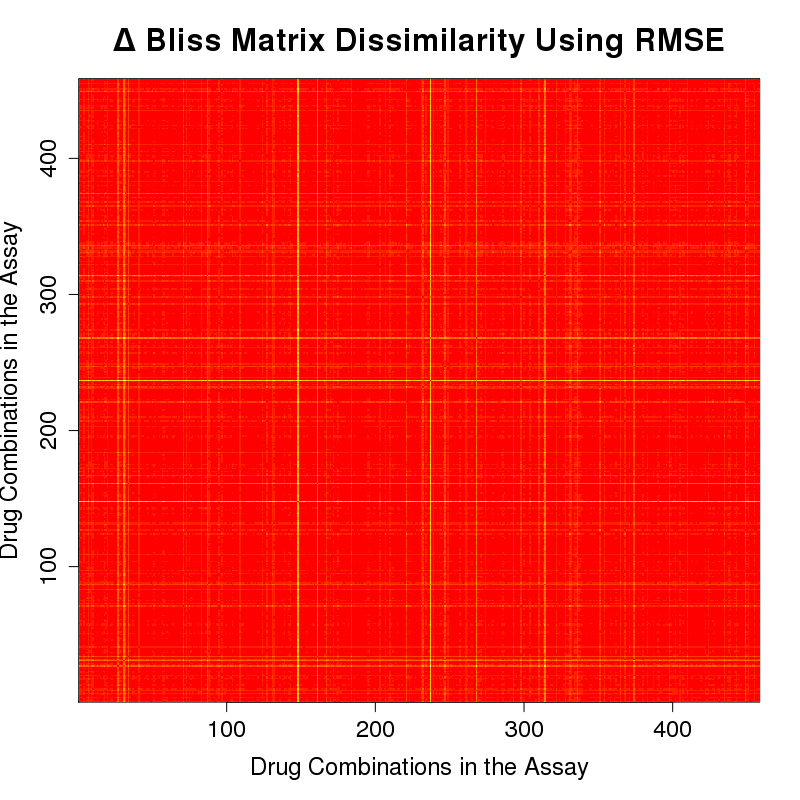 Δ Bliss Matrix Dissimilarity Using RMSE
Drug Combinations in the Assay
400
300
200
100
100 200 300 400
Drug Combinations in the Assay